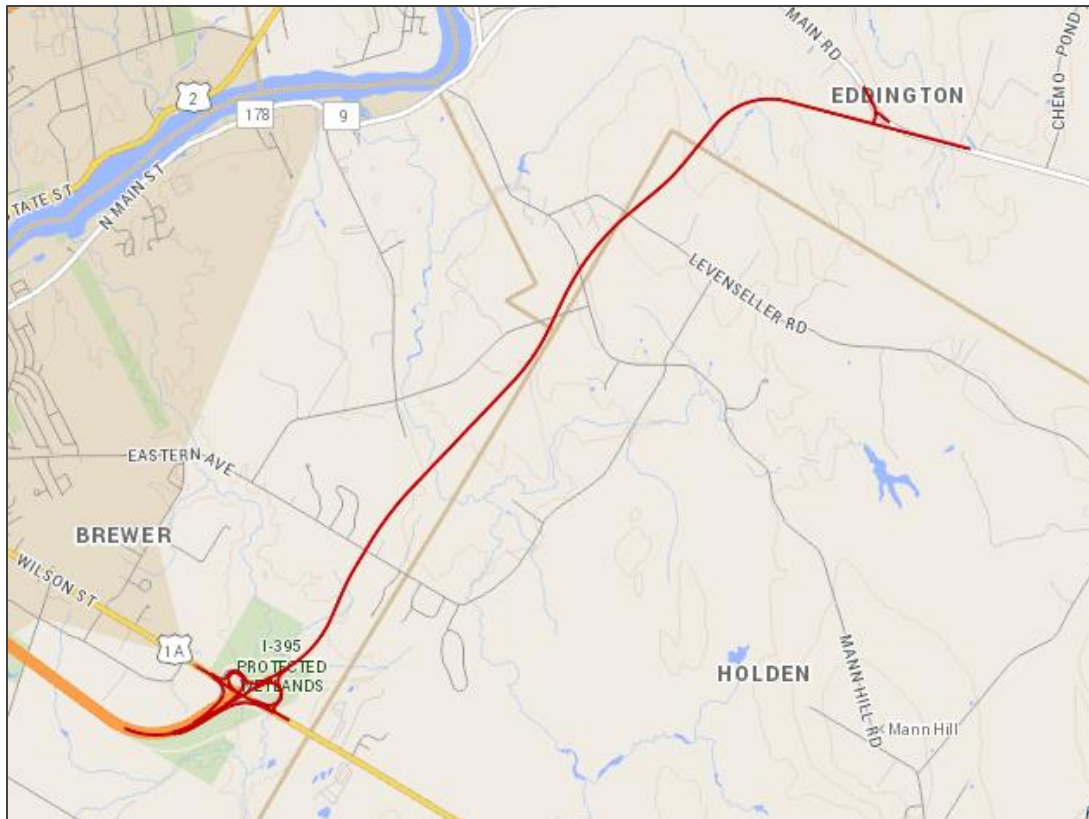 MAIN RD
EDDINGTON
CHEMO POND
2
178
9
STATE ST
N MAIN ST
LEVENSELLER RD
EASTERN AVE
BREWER
WILSON ST
1A
I-395
PROTECTED
WETLANDS
HOLDEN
MANN HILL RD
Mann Hill